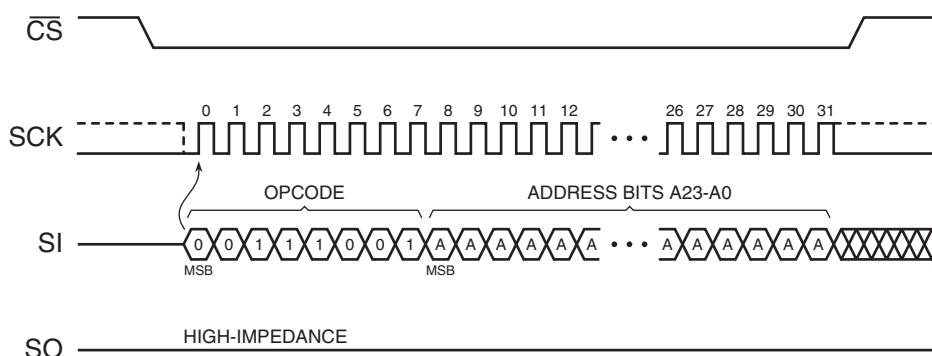 CS
0 1 2 3 4 5 6 7 8 9 10 11 12 26 27 28 29 30 31
SCK
OPCODE ADDRESS BITS A23-A0
SI 0 0 1 1 1 0 0 1 A A A A A A A A A A A A
MSB MSB
HIGH-IMPEDANCE
SO